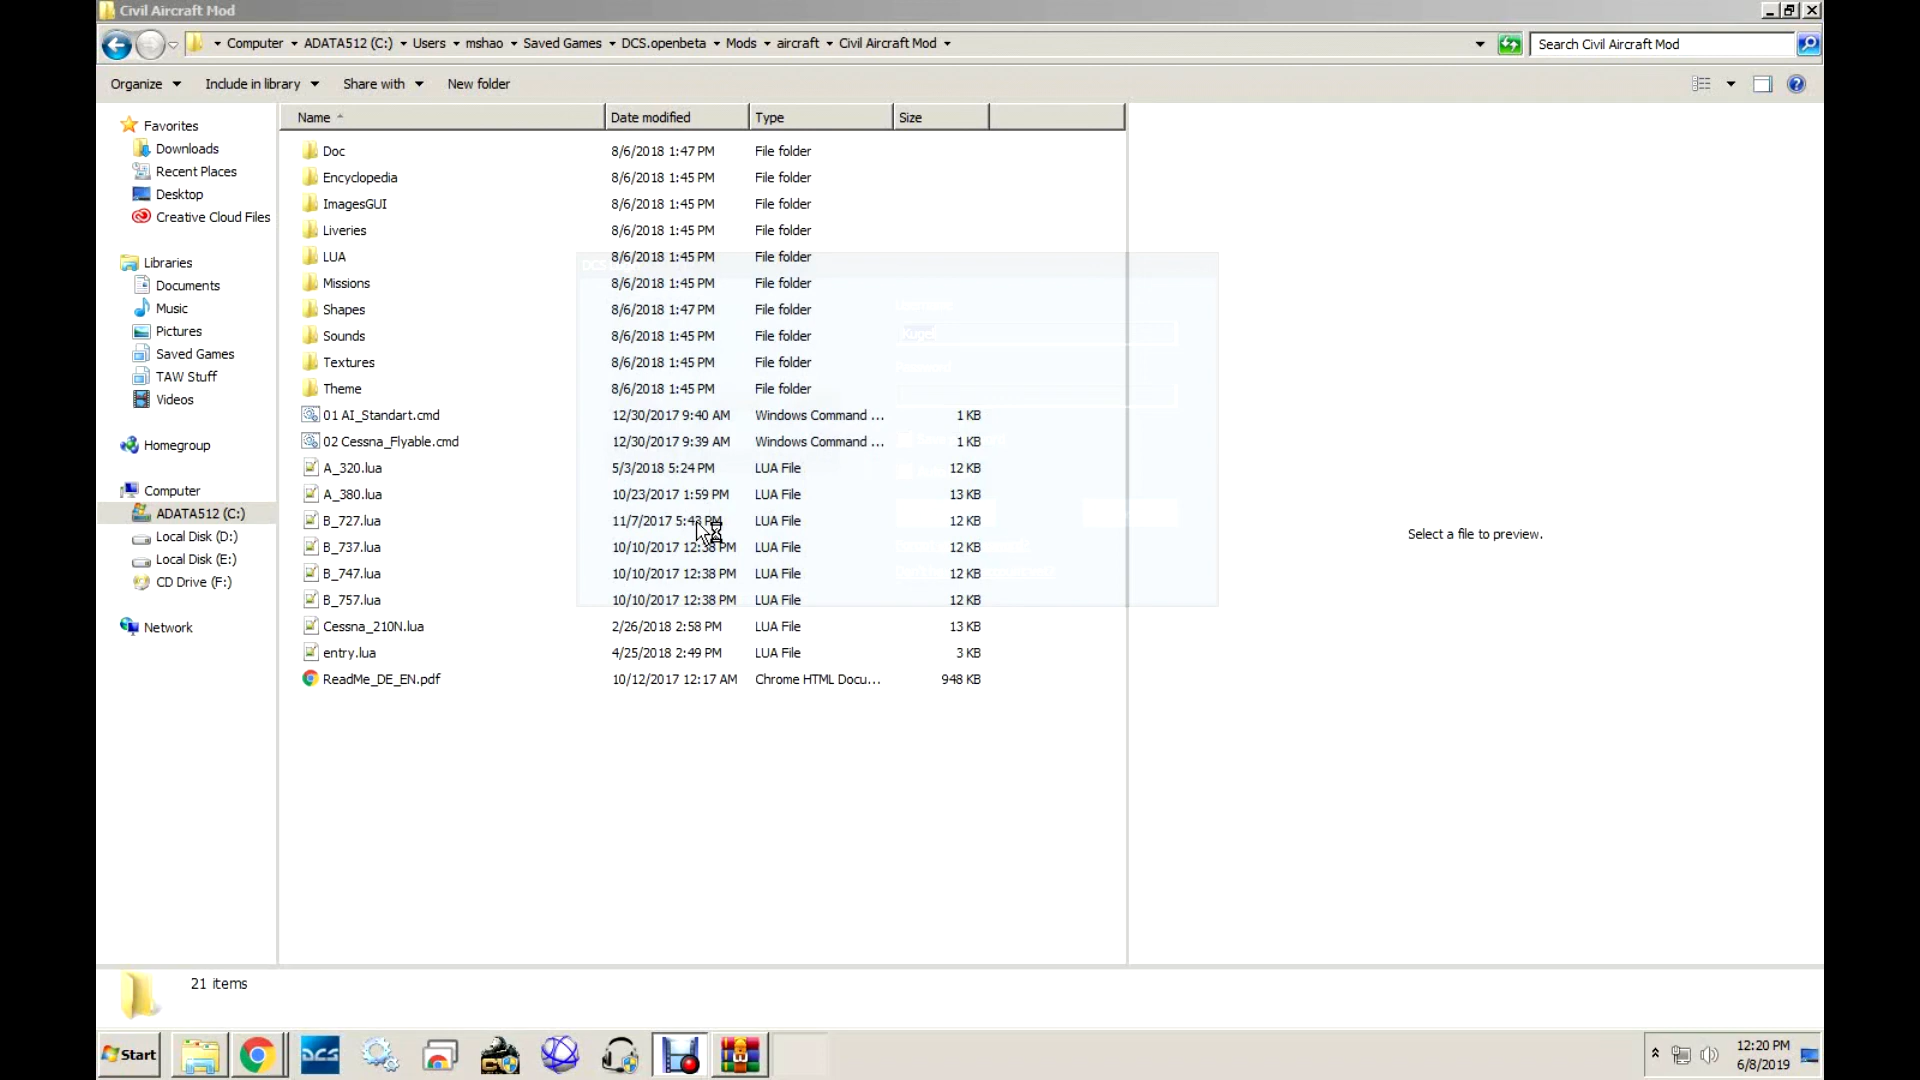 Civil Aircraft Mod
Computer ADATA512 (C:) Users mshao Saved Games DCS.openbeta Mods aircraft Civil Aircraft Mod
Search Civil Aircraft Mod
Organize Include in library Share with New folder
Favorites
Downloads
Recent Places
Desktop
Creative Cloud Files
Libraries
Documents
Music
Pictures
Saved Games
TAW Stuff
Videos
Homegroup
Computer
ADATA512 (C:)
Local Disk (D:)
Local Disk (E:)
CD Drive (F:)
Network
Name Date modified Type Size
Doc 8/6/2018 1:47 PM File folder
Encyclopedia 8/6/2018 1:45 PM File folder
ImagesGUI 8/6/2018 1:45 PM File folder
Liveries 8/6/2018 1:45 PM File folder
LUA 8/6/2018 1:45 PM File folder
Missions 8/6/2018 1:45 PM File folder
Shapes 8/6/2018 1:47 PM File folder
Sounds 8/6/2018 1:45 PM File folder
Textures 8/6/2018 1:45 PM File folder
Theme 8/6/2018 1:45 PM File folder
01 AI_Standart.cmd 12/30/2017 9:40 AM Windows Command ... 1 KB
02 Cessna_Flyable.cmd 12/30/2017 9:39 AM Windows Command ... 1 KB
A_320.lua 5/3/2018 5:24 PM LUA File 12 KB
A_380.lua 10/23/2017 1:59 PM LUA File 13 KB
B_727.lua 11/7/2017 5:43 PM LUA File 12 KB
B_737.lua 10/10/2017 12:38 PM LUA File 12 KB
B_747.lua 10/10/2017 12:38 PM LUA File 12 KB
B_757.lua 10/10/2017 12:38 PM LUA File 12 KB
Cessna_210N.lua 2/26/2018 2:58 PM LUA File 13 KB
entry.lua 4/25/2018 2:49 PM LUA File 3 KB
ReadMe_DE_EN.pdf 10/12/2017 12:17 AM Chrome HTML Docu... 948 KB
Select a file to preview.
21 items
Start
DCS
12:20 PM
6/8/2019